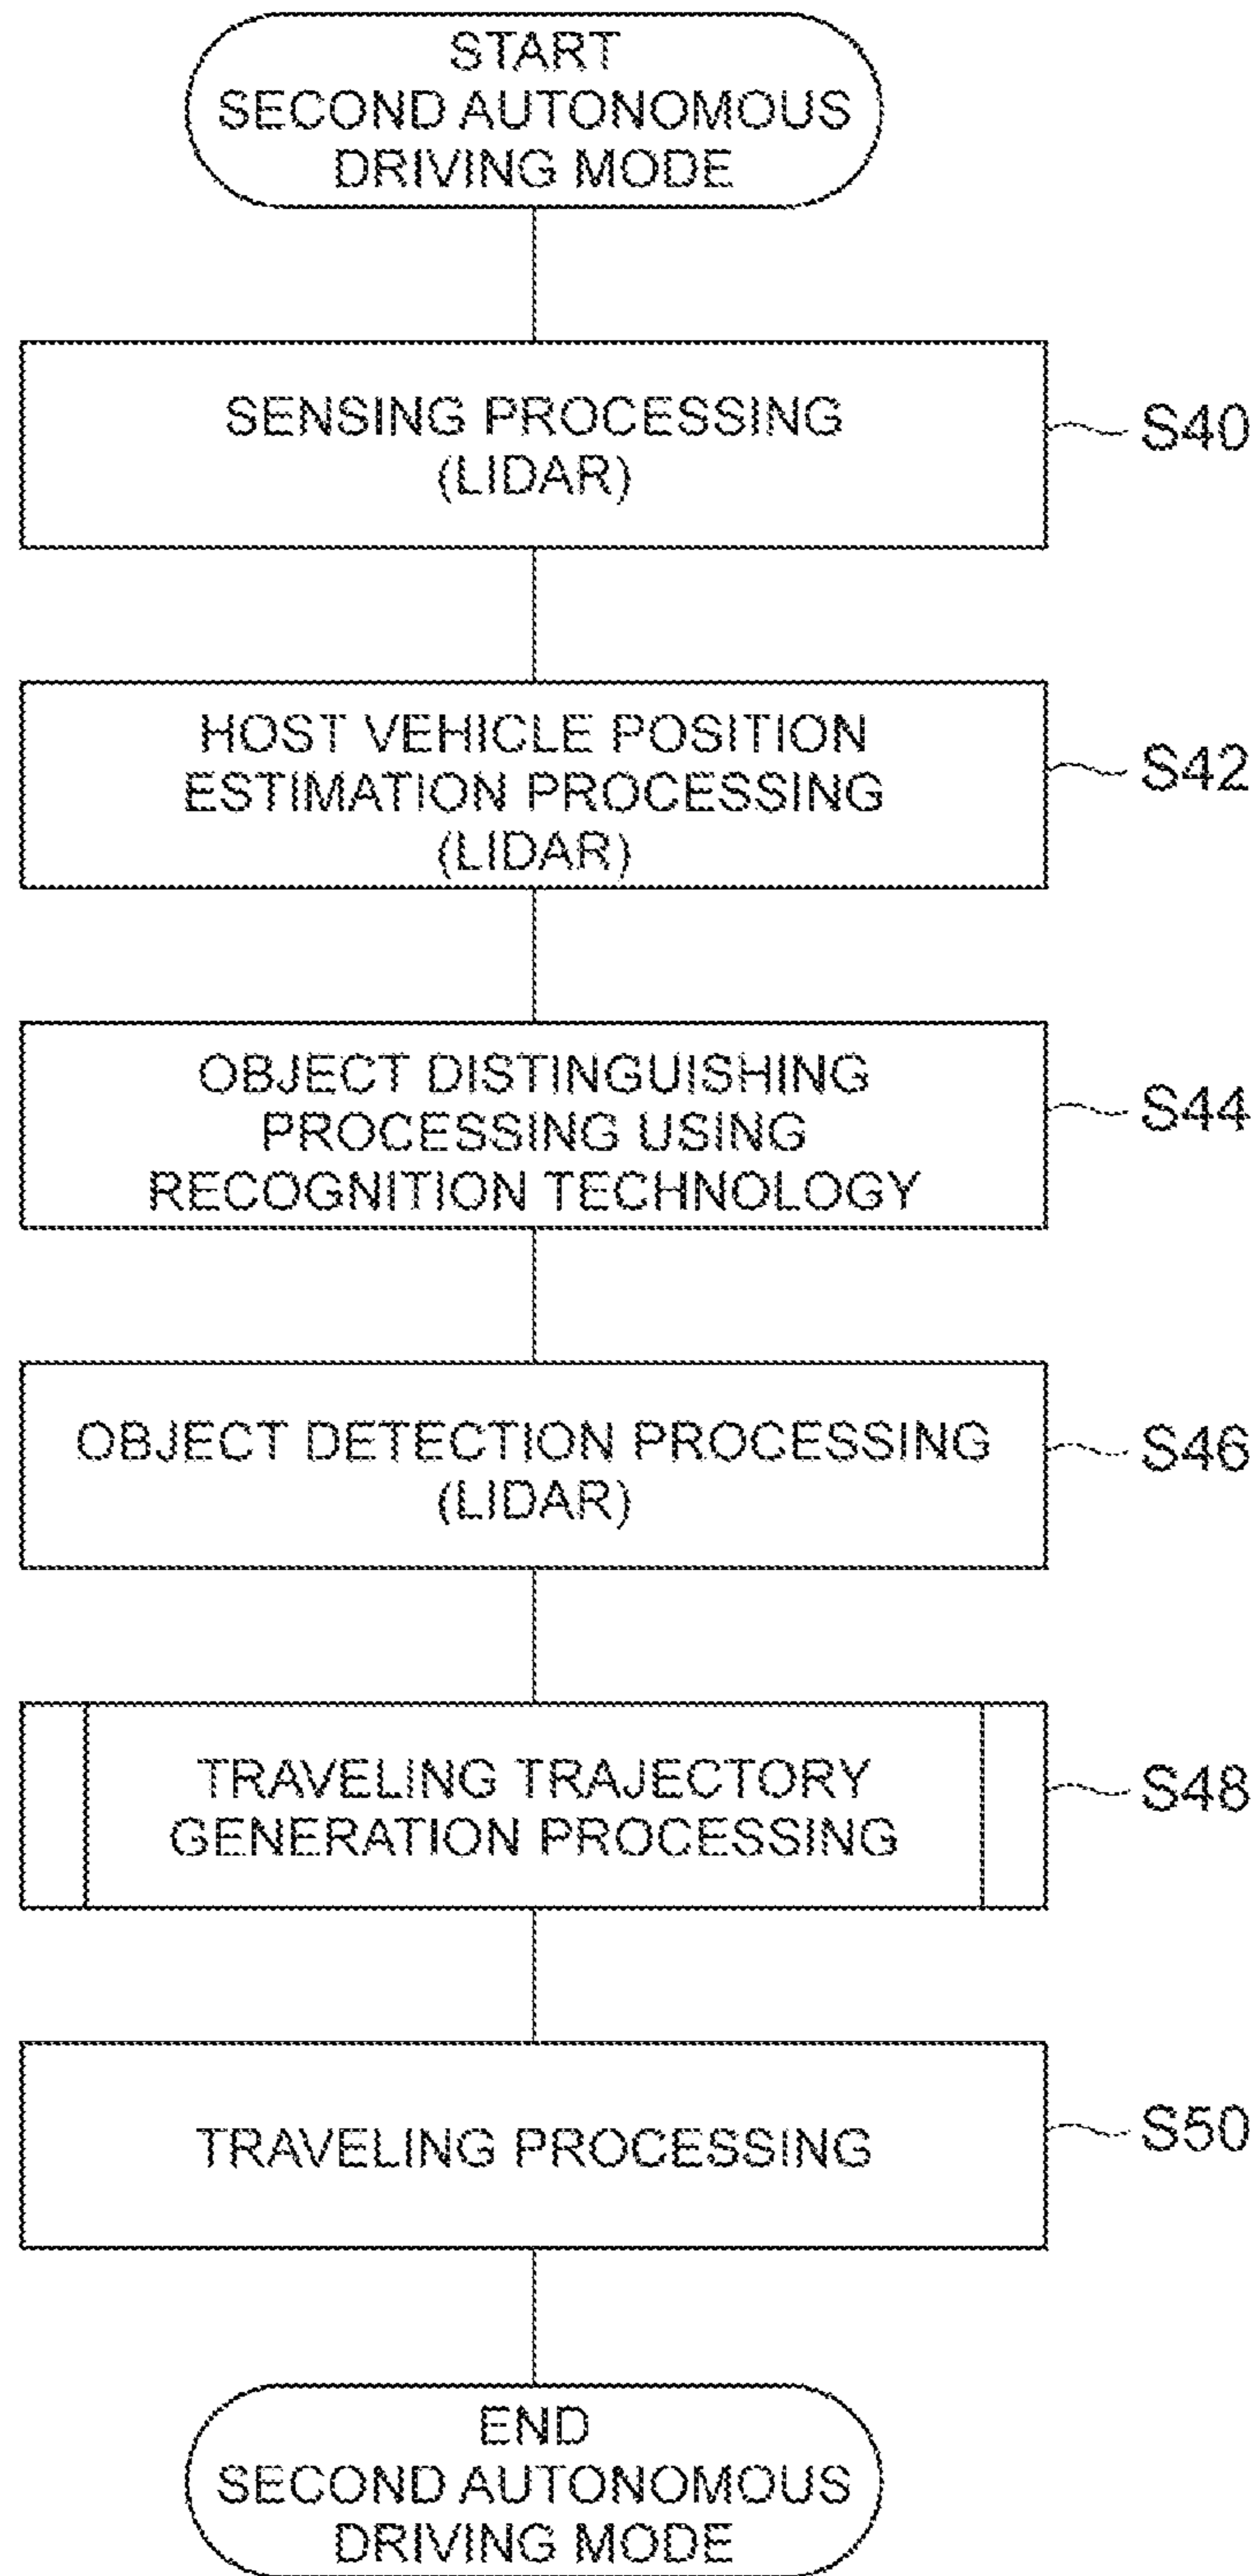 START
SECOND AUTONOMOUS
DRIVING MODE
SENSING PROCESSING
(LIDAR)
S40
HOST VEHICLE POSITION
ESTIMATION PROCESSING
(LIDAR)
S42
OBJECT DISTINGUISHING
PROCESSING USING
RECOGNITION TECHNOLOGY
S44
OBJECT DETECTION PROCESSING
(LIDAR)
S46
TRAVELING TRAJECTORY
GENERATION PROCESSING
S48
TRAVELING PROCESSING
S50
END
SECOND AUTONOMOUS
DRIVING MODE